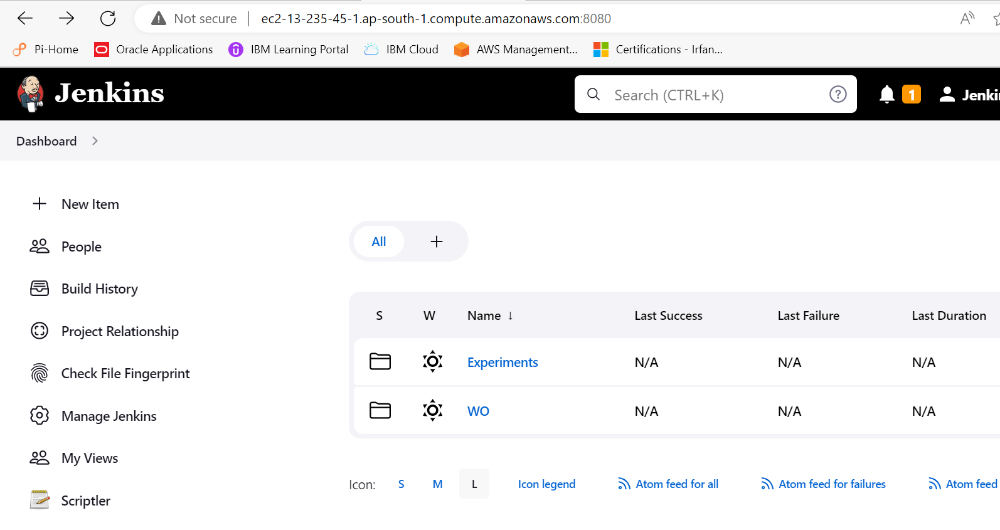 Not secure | ec2-13-235-45-1.ap-south-1.compute.amazonaws.com:8080
Pi-Home Oracle Applications IBM Learning Portal IBM Cloud AWS Management... Certifications - Irfan...
Jenkins Search (CTRL+K) 1 Jenki
Dashboard
New Item
People
Build History
Project Relationship
Check File Fingerprint
Manage Jenkins
My Views
Scriptler
All +
S W Name ↓ Last Success Last Failure Last Duration
Experiments N/A N/A N/A
WO N/A N/A N/A
Icon: S M L Icon legend Atom feed for all Atom feed for failures Atom feed